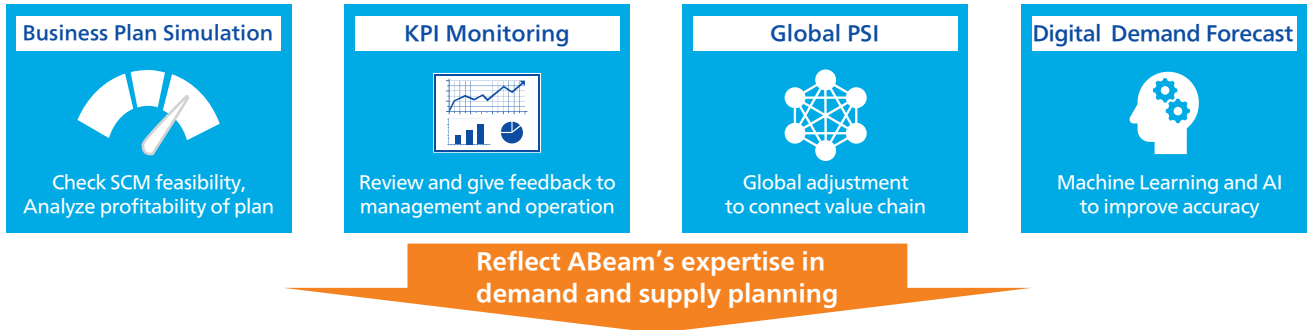 Business Plan Simulation
Check SCM feasibility,
Analyze profitability of plan
KPI Monitoring
Review and give feedback to
management and operation
Global PSI
Global adjustment
to connect value chain
Digital Demand Forecast
Machine Learning and AI
to improve accuracy
Reflect ABeam's expertise in
demand and supply planning